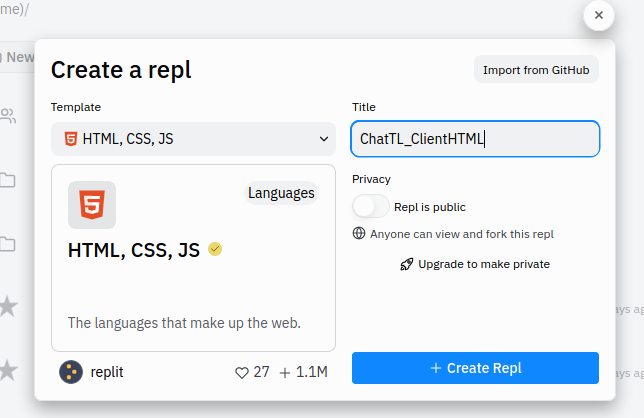 me)/
New
Create a repl
Import from GitHub
Template
Title
HTML, CSS, JS
ChatTL_ClientHTML
Languages
Privacy
Repl is public
HTML, CSS, JS
Anyone can view and fork this repl
Upgrade to make private
The languages that make up the web.
ays ago
replit
27
1.1M
Create Repl
ays ago